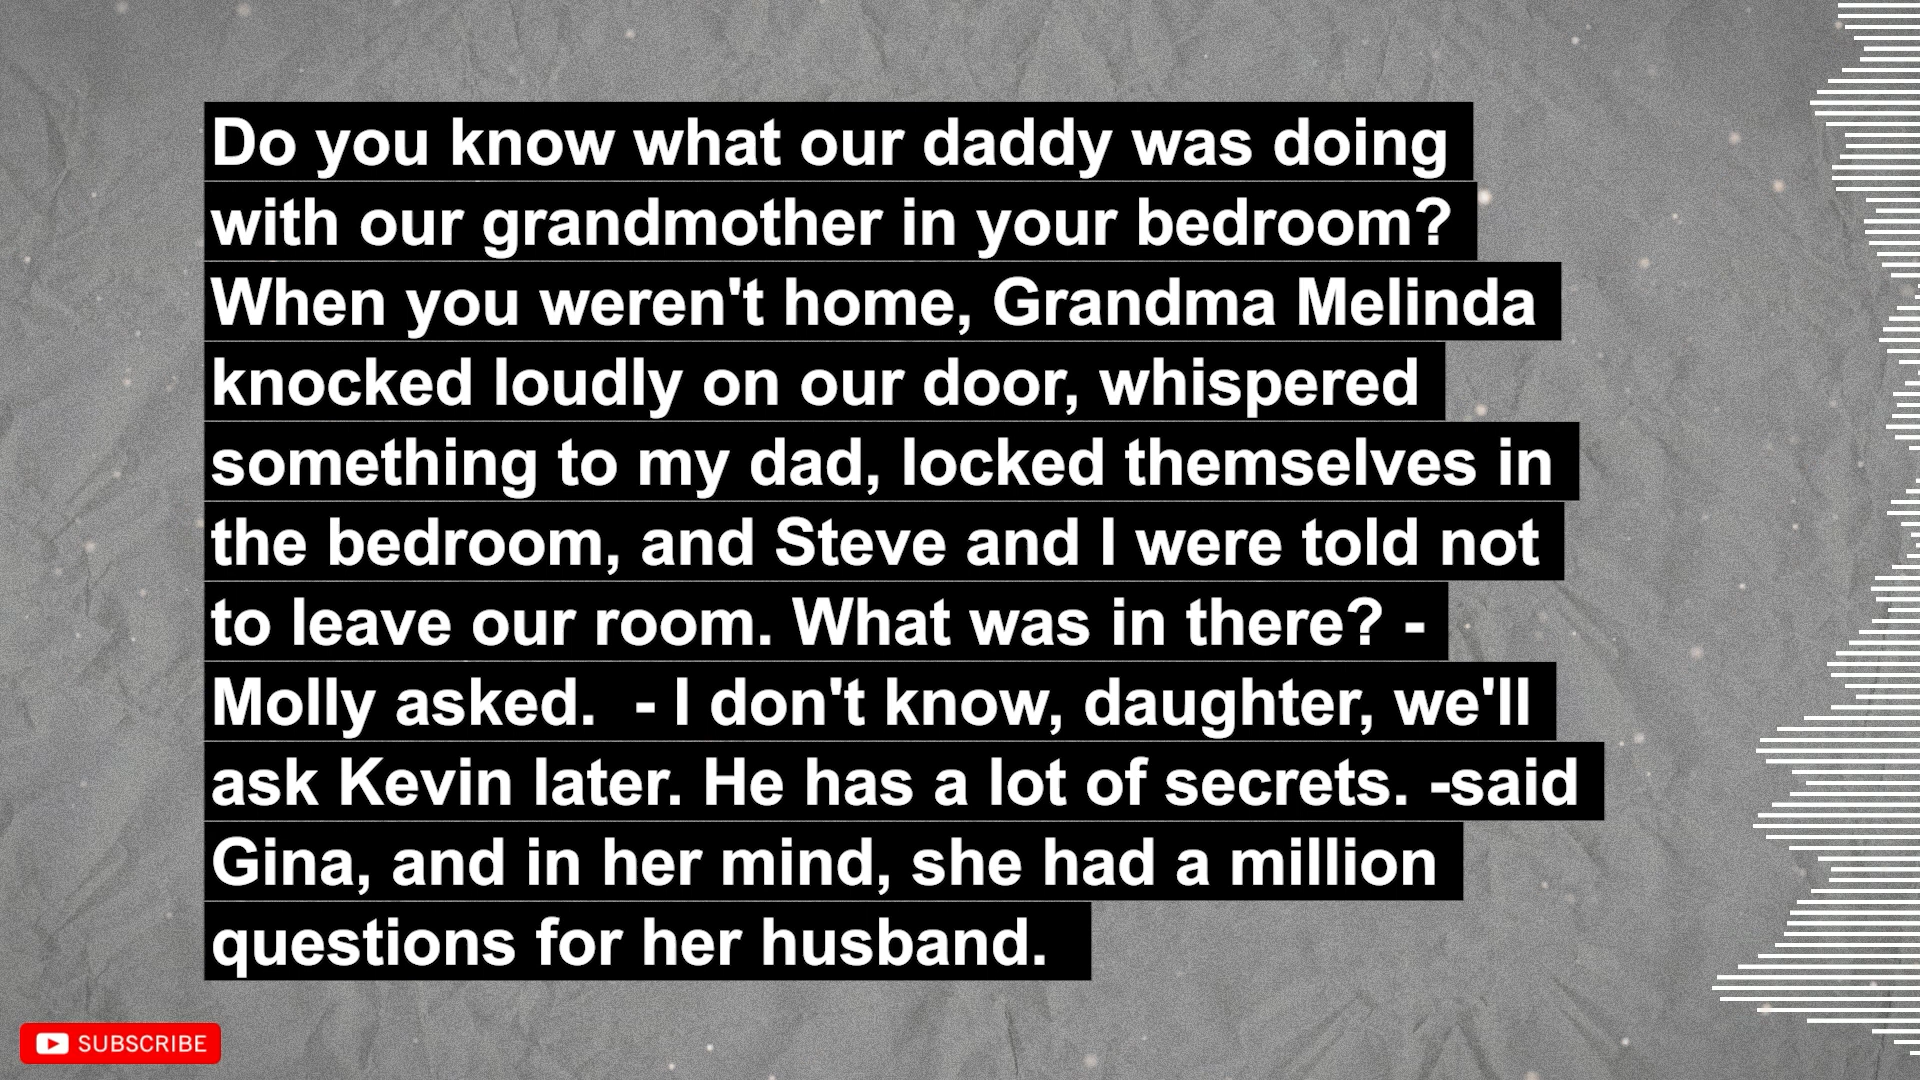 Do you know what our daddy was doing
with our grandmother in your bedroom?
When you weren't home, Grandma Melinda
knocked loudly on our door, whispered
something to my dad, locked themselves in
the bedroom, and Steve and I were told not
to leave our room. What was in there? -
Molly asked.  - I don't know, daughter, we'll
ask Kevin later. He has a lot of secrets. -said
Gina, and in her mind, she had a million
questions for her husband.
SUBSCRIBE